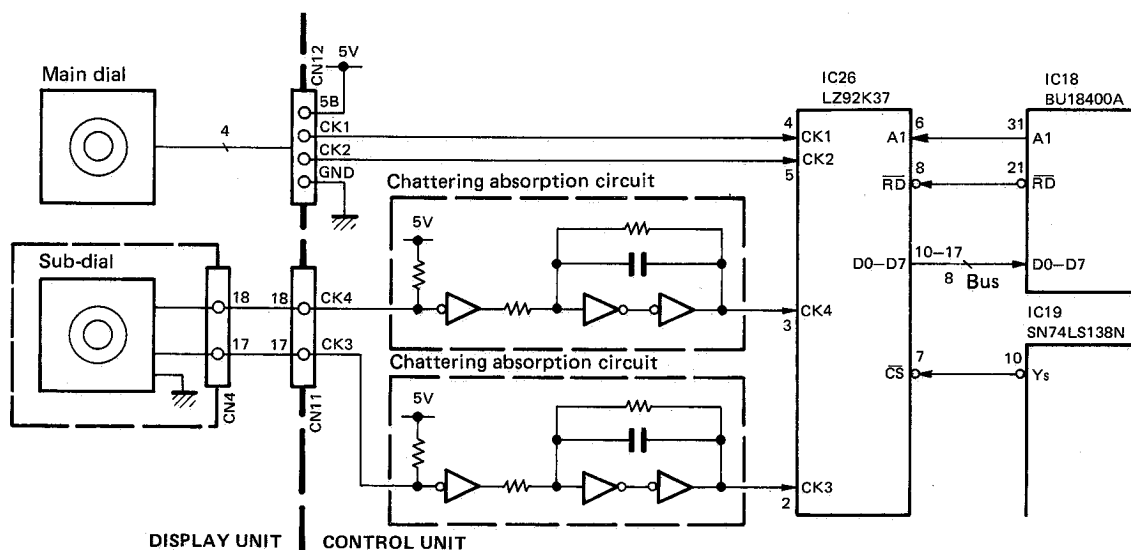 Main dial
4
CN12
5V
5B
CK1
CK2
GND
Sub-dial
18
17
CN4
18
17
CN11
CK4
CK3
Chattering absorption circuit
5V
Chattering absorption circuit
5V
IC26
LZ92K37
4
CK1
CK2
5
CK4
3
CK3
2
6
A1
8
RD
10–17
D0–D7
8
Bus
7
CS
IC18
BU18400A
31
A1
21
RD
D0–D7
IC19
SN74LS138N
10
Ys
DISPLAY UNIT
CONTROL UNIT